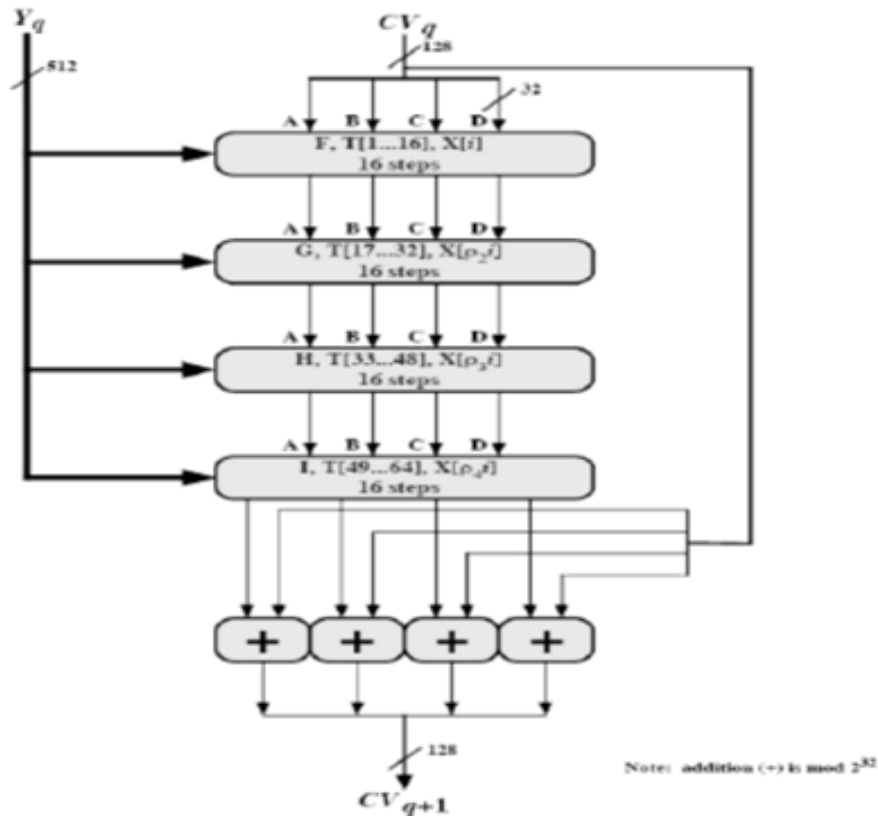 Yq
CVq
512
128
32
A B C D
F, T[1...16], X[i]
16 steps
A B C D
G, T[17...32], X[ρ2i]
16 steps
A B C D
H, T[33...48], X[ρ3i]
16 steps
A B C D
I, T[49...64], X[ρ4i]
16 steps
+ + + +
128
Note: addition (+) is mod 2^32
CVq+1